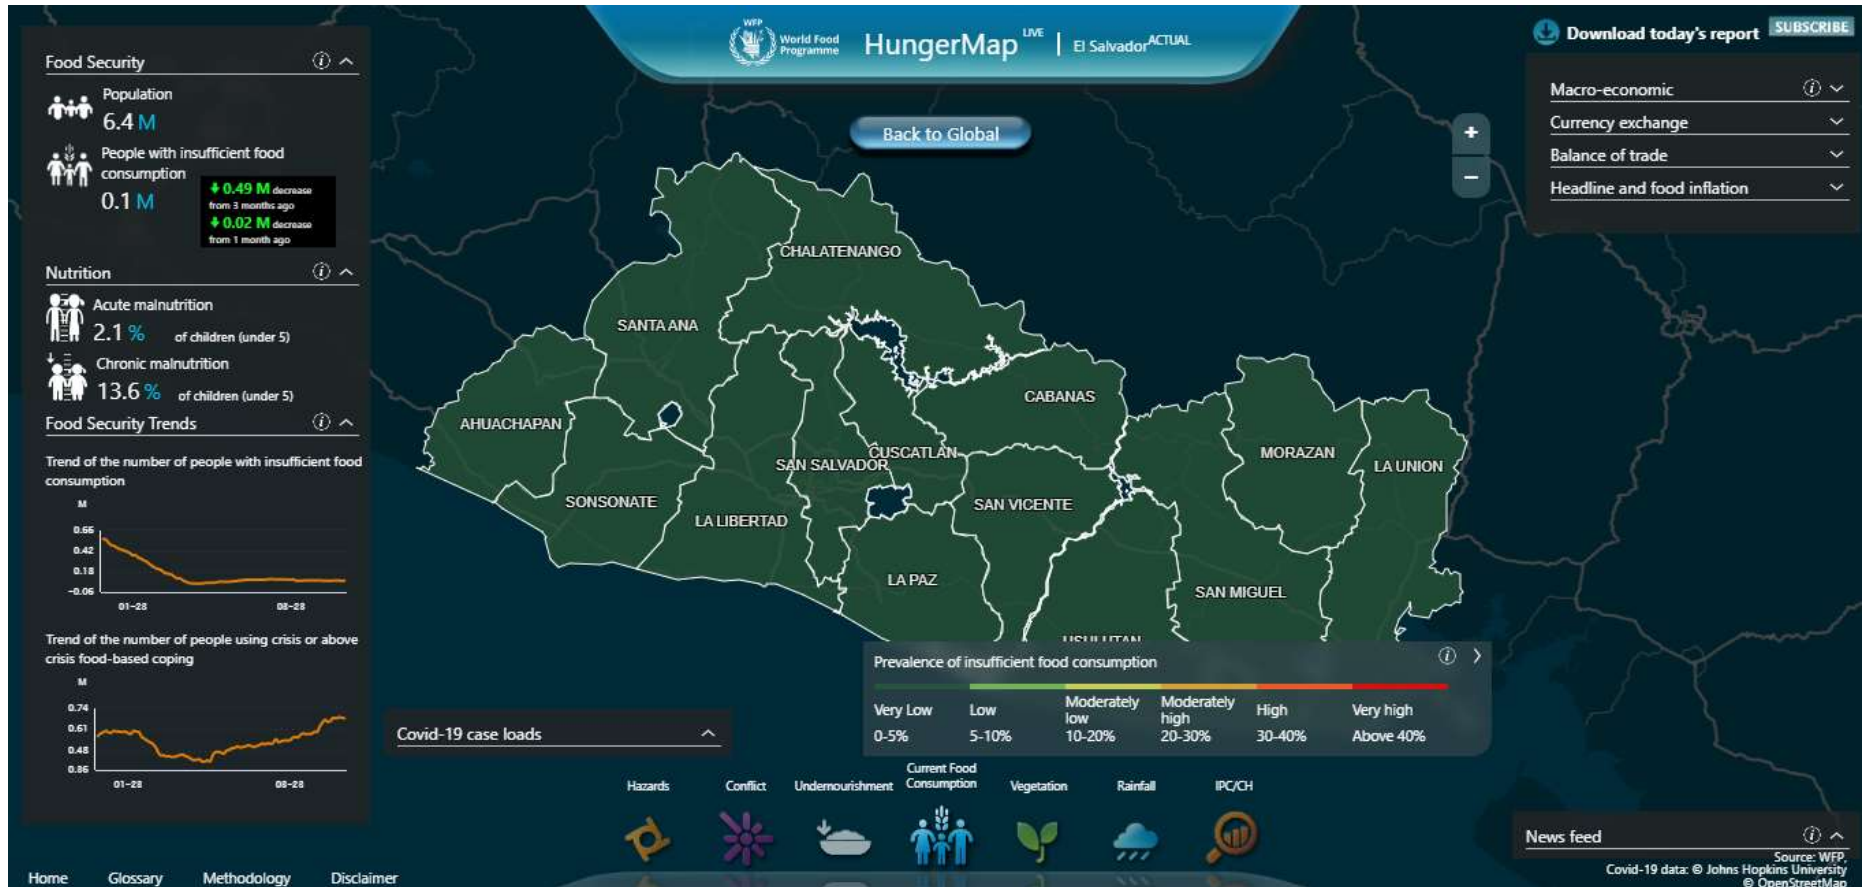 WFP
World Food
Programme
HungerMap LIVE | El Salvador ACTUAL
Download today's report
SUBSCRIBE
Back to Global
Food Security
Population
6.4 M
People with insufficient food
consumption
0.1 M
0.49 M decrease
from 3 months ago
0.02 M decrease
from 1 month ago
Nutrition
Acute malnutrition
2.1 % of children (under 5)
Chronic malnutrition
13.6 % of children (under 5)
Food Security Trends
Trend of the number of people with insufficient food
consumption
M
0.66
0.42
0.18
-0.06
01-28
08-28
Trend of the number of people using crisis or above
crisis food-based coping
M
0.74
0.61
0.48
0.86
01-28
08-28
+
−
Macro-economic
Currency exchange
Balance of trade
Headline and food inflation
CHALATENANGO
SANTA ANA
CABANAS
AHUACHAPAN
CUSCATLAN
SAN SALVADOR
MORAZAN
LA UNION
SONSONATE
SAN VICENTE
LA LIBERTAD
LA PAZ
SAN MIGUEL
USULUTAN
Prevalence of insufficient food consumption
Very Low
0-5%
Low
5-10%
Moderately
low
10-20%
Moderately
high
20-30%
High
30-40%
Very high
Above 40%
Covid-19 case loads
Hazards
Conflict
Undernourishment
Current Food
Consumption
Vegetation
Rainfall
IPC/CH
News feed
Source: WFP,
Covid-19 data: © Johns Hopkins University
© OpenStreetMap
Home
Glossary
Methodology
Disclaimer